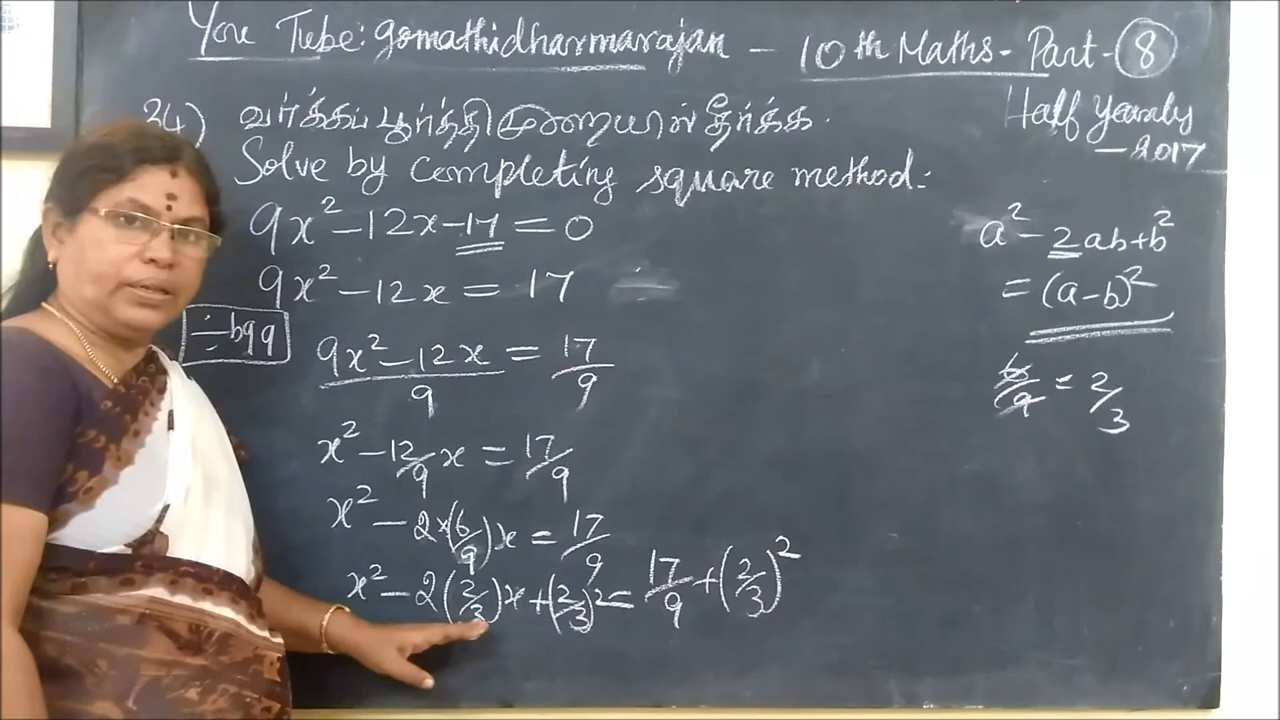 You Tube: gomathidharmarajan – 10th Maths - Part - 8
Half Yearly
– 2017
34) வர்க்கப் பூர்த்தி முறையால் தீர்க்க.
Solve by completing square method:-
9x² – 12x – 17 = 0
9x² – 12x = 17
÷ by 9
(9x² – 12x)/9 = 17/9
x² – 12/9 x = 17/9
x² – 2×(6/9)x = 17/9
x² – 2(2/3)x + (2/3)² = 17/9 + (2/3)²
a² – 2ab + b²
= (a – b)²
6/9 = 2/3